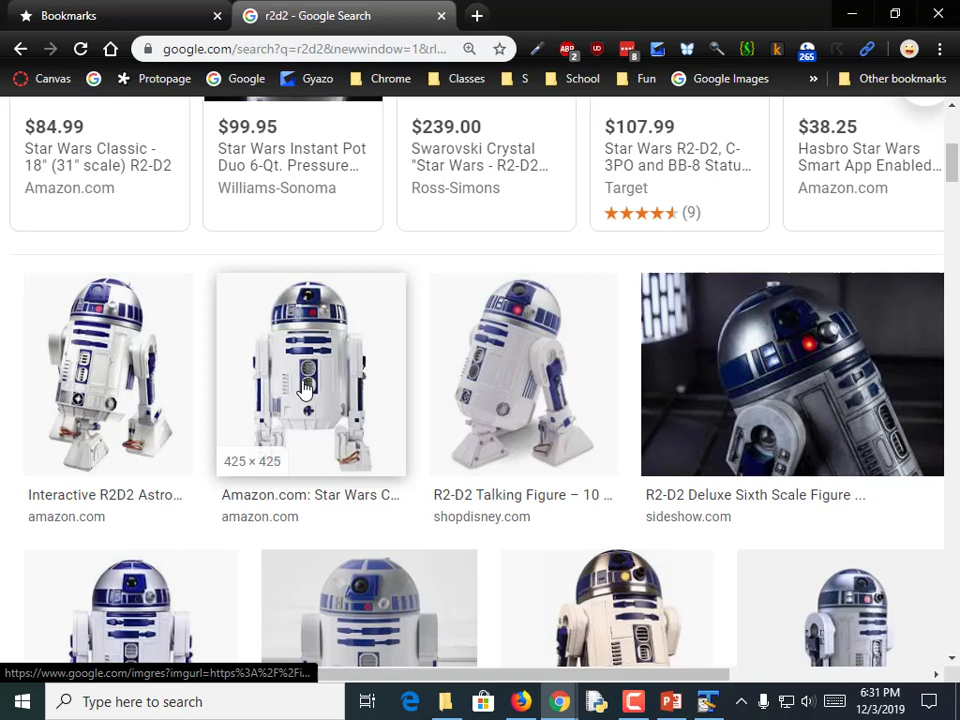 Bookmarks
r2d2 - Google Search
google.com/search?q=r2d2&newwindow=1&rl...
2
8
265
Canvas
Protopage
Google
Gyazo
Chrome
Classes
S
School
Fun
Google Images
»
Other bookmarks
$84.99
Star Wars Classic -
18" (31" scale) R2-D2
Amazon.com
$99.95
Star Wars Instant Pot
Duo 6-Qt. Pressure...
Williams-Sonoma
$239.00
Swarovski Crystal
"Star Wars - R2-D2...
Ross-Simons
$107.99
Star Wars R2-D2, C-
3PO and BB-8 Statu...
Target
(9)
$38.25
Hasbro Star Wars
Smart App Enabled...
Amazon.com
425 × 425
Interactive R2D2 Astro...
amazon.com
Amazon.com: Star Wars C...
amazon.com
R2-D2 Talking Figure – 10 ...
shopdisney.com
R2-D2 Deluxe Sixth Scale Figure ...
sideshow.com
https://www.google.com/imgres?imgurl=https%3A%2F%2Fi...
Type here to search
6:31 PM
12/3/2019